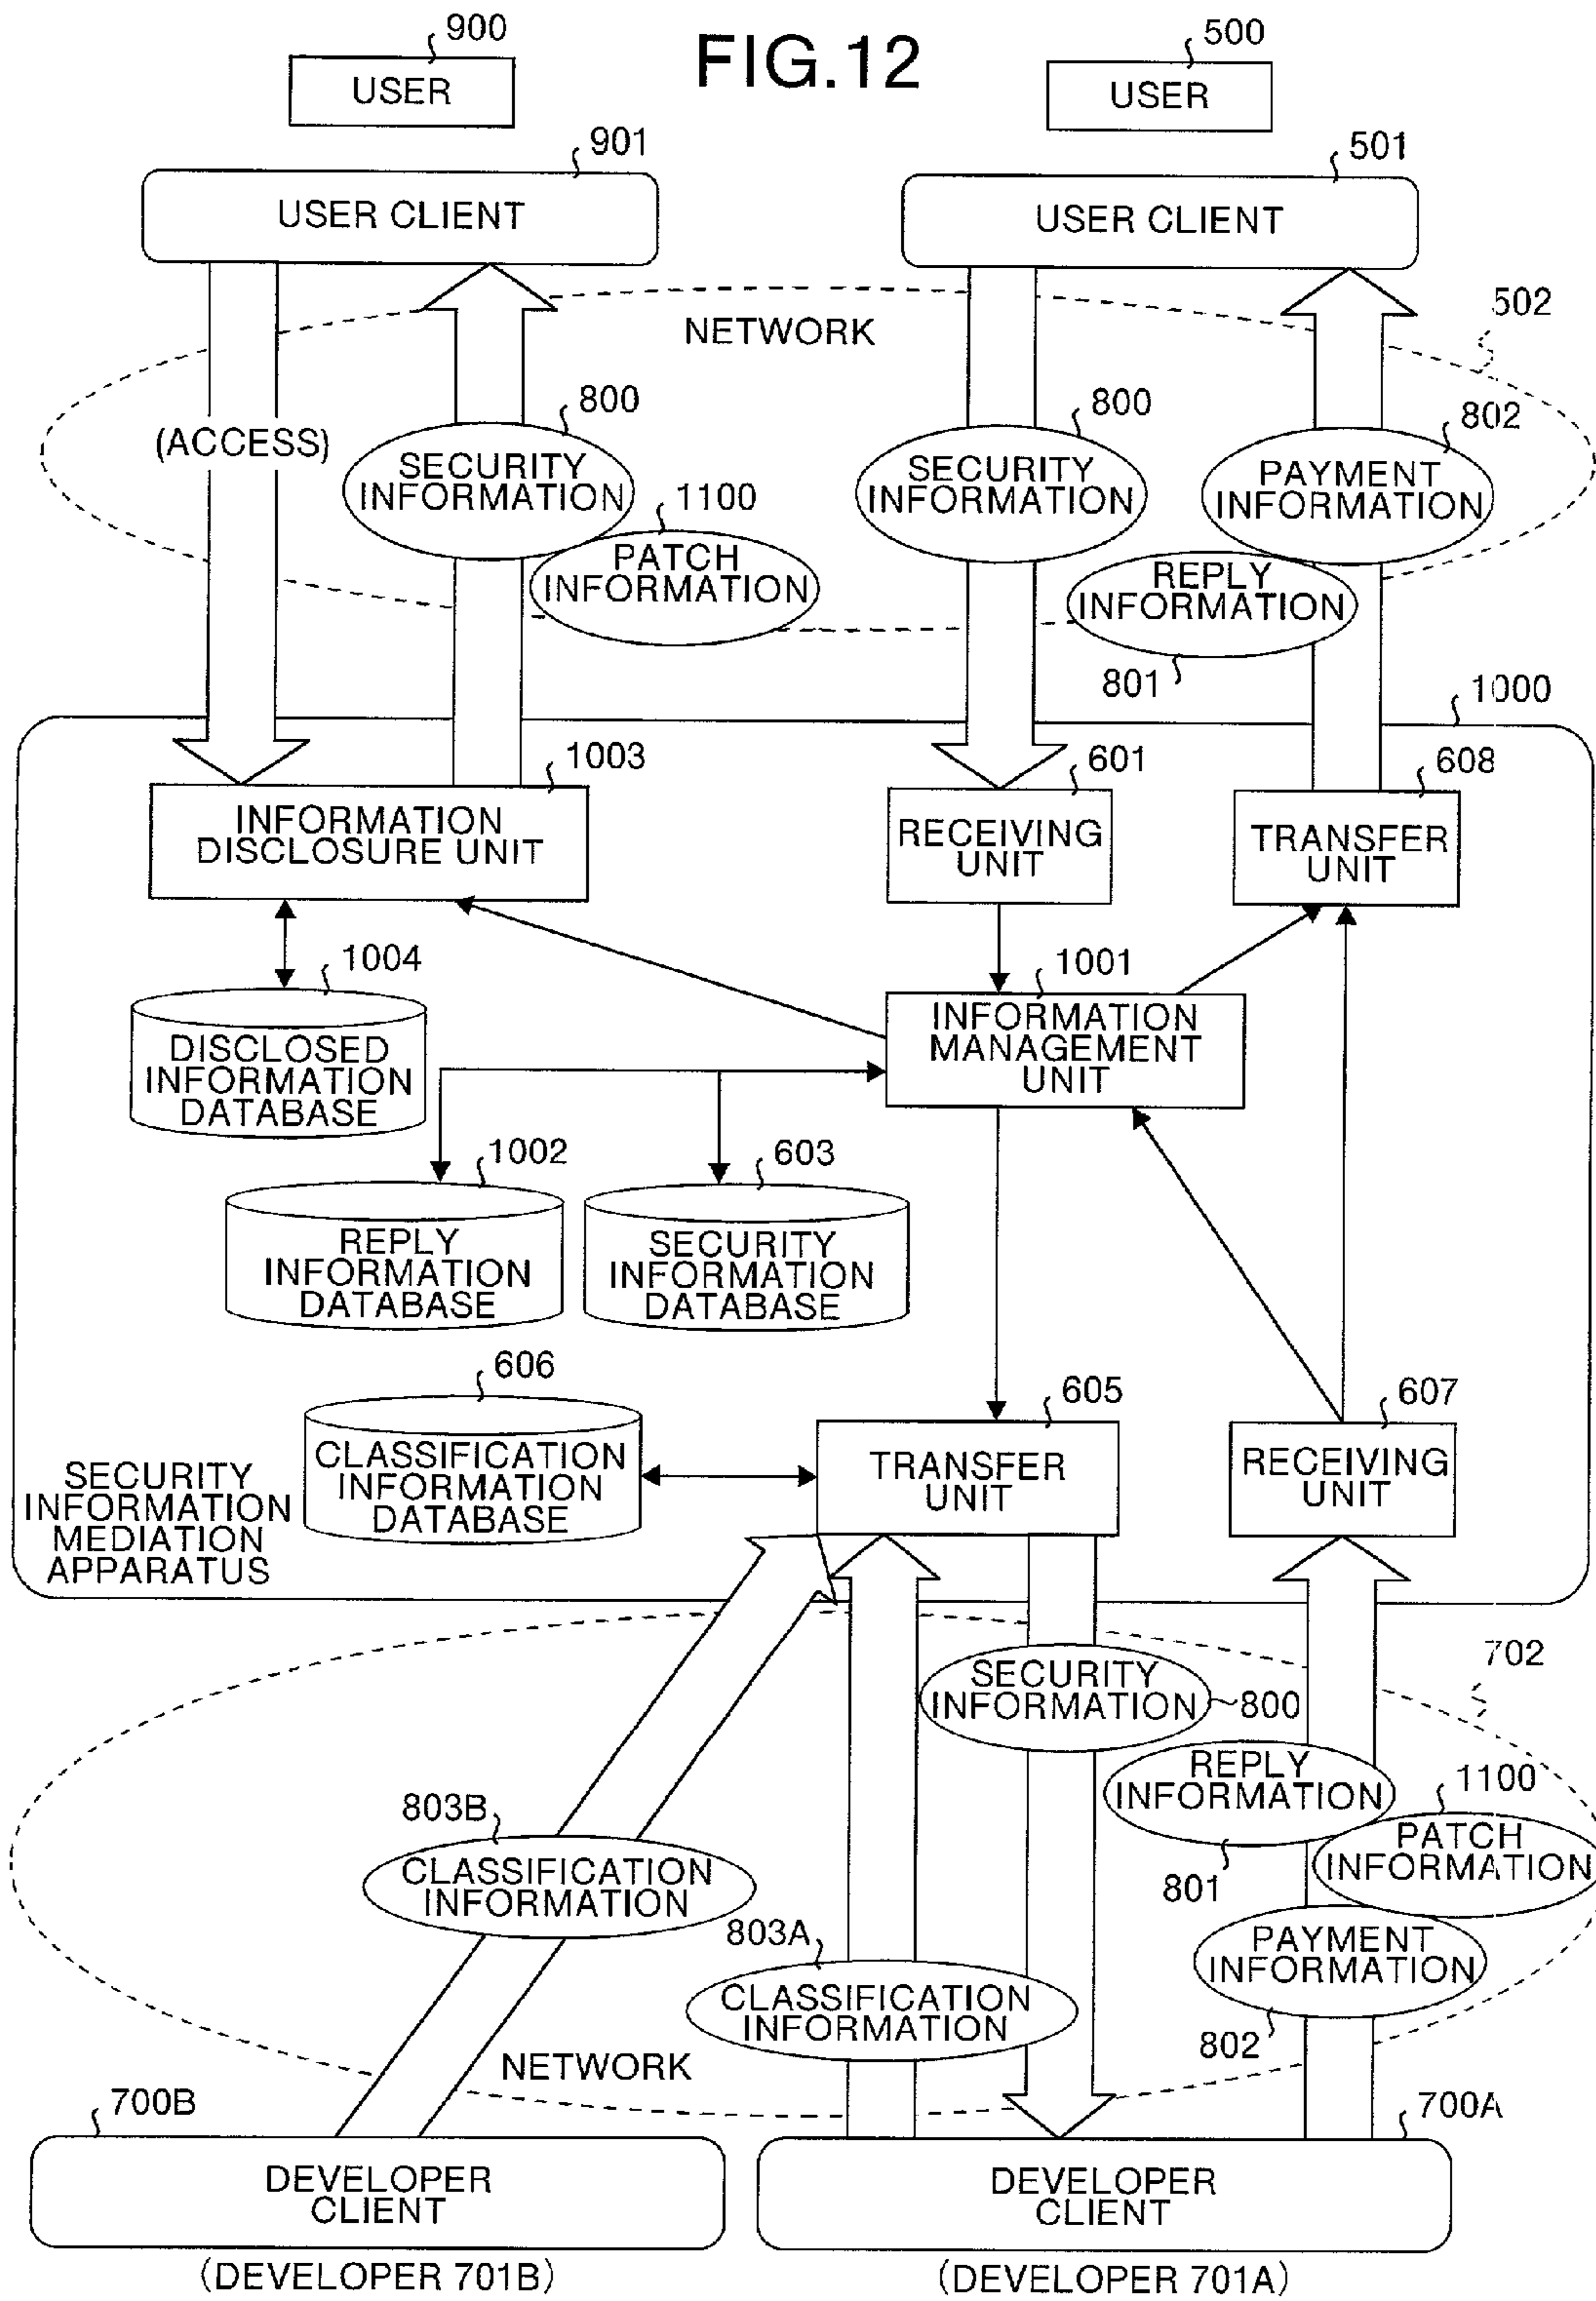 FIG.12
900
USER
500
USER
901
USER CLIENT
501
USER CLIENT
502
NETWORK
(ACCESS)
800
SECURITY
INFORMATION
1100
PATCH
INFORMATION
800
SECURITY
INFORMATION
802
PAYMENT
INFORMATION
REPLY
INFORMATION
801
1000
1003
INFORMATION
DISCLOSURE UNIT
601
RECEIVING
UNIT
608
TRANSFER
UNIT
1004
DISCLOSED
INFORMATION
DATABASE
1001
INFORMATION
MANAGEMENT
UNIT
1002
REPLY
INFORMATION
DATABASE
603
SECURITY
INFORMATION
DATABASE
606
CLASSIFICATION
INFORMATION
DATABASE
605
TRANSFER
UNIT
607
RECEIVING
UNIT
SECURITY
INFORMATION
MEDIATION
APPARATUS
702
SECURITY
INFORMATION
800
REPLY
INFORMATION
801
1100
PATCH
INFORMATION
803B
CLASSIFICATION
INFORMATION
803A
CLASSIFICATION
INFORMATION
PAYMENT
INFORMATION
802
NETWORK
700B
DEVELOPER
CLIENT
(DEVELOPER 701B)
700A
DEVELOPER
CLIENT
(DEVELOPER 701A)